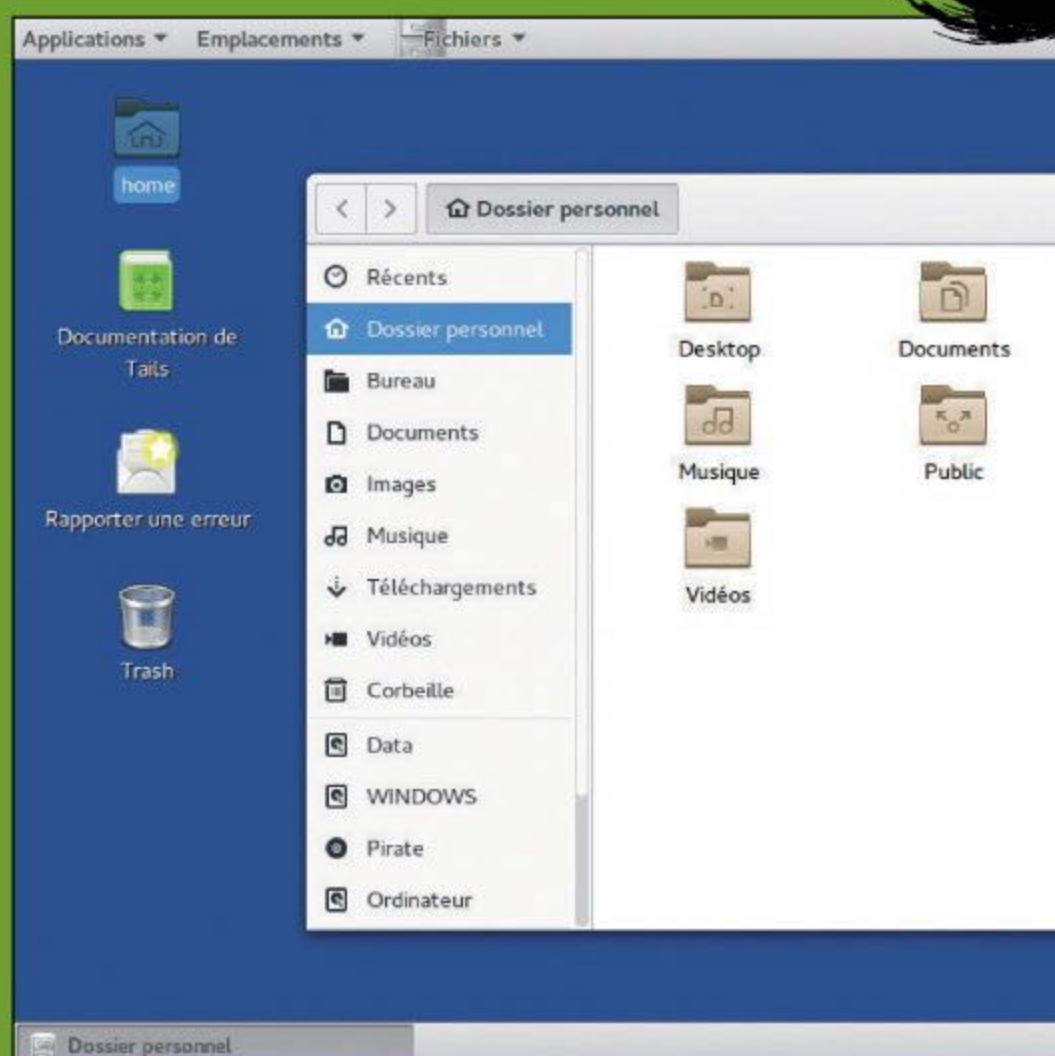 Applications Emplacements Fichiers
home
Documentation de
Tails
Rapporter une erreur
Trash
Dossier personnel
Récents
Dossier personnel
Bureau
Documents
Images
Musique
Téléchargements
Vidéos
Corbeille
Data
WINDOWS
Pirate
Ordinateur
Desktop Documents
Musique Public
Vidéos
Dossier personnel